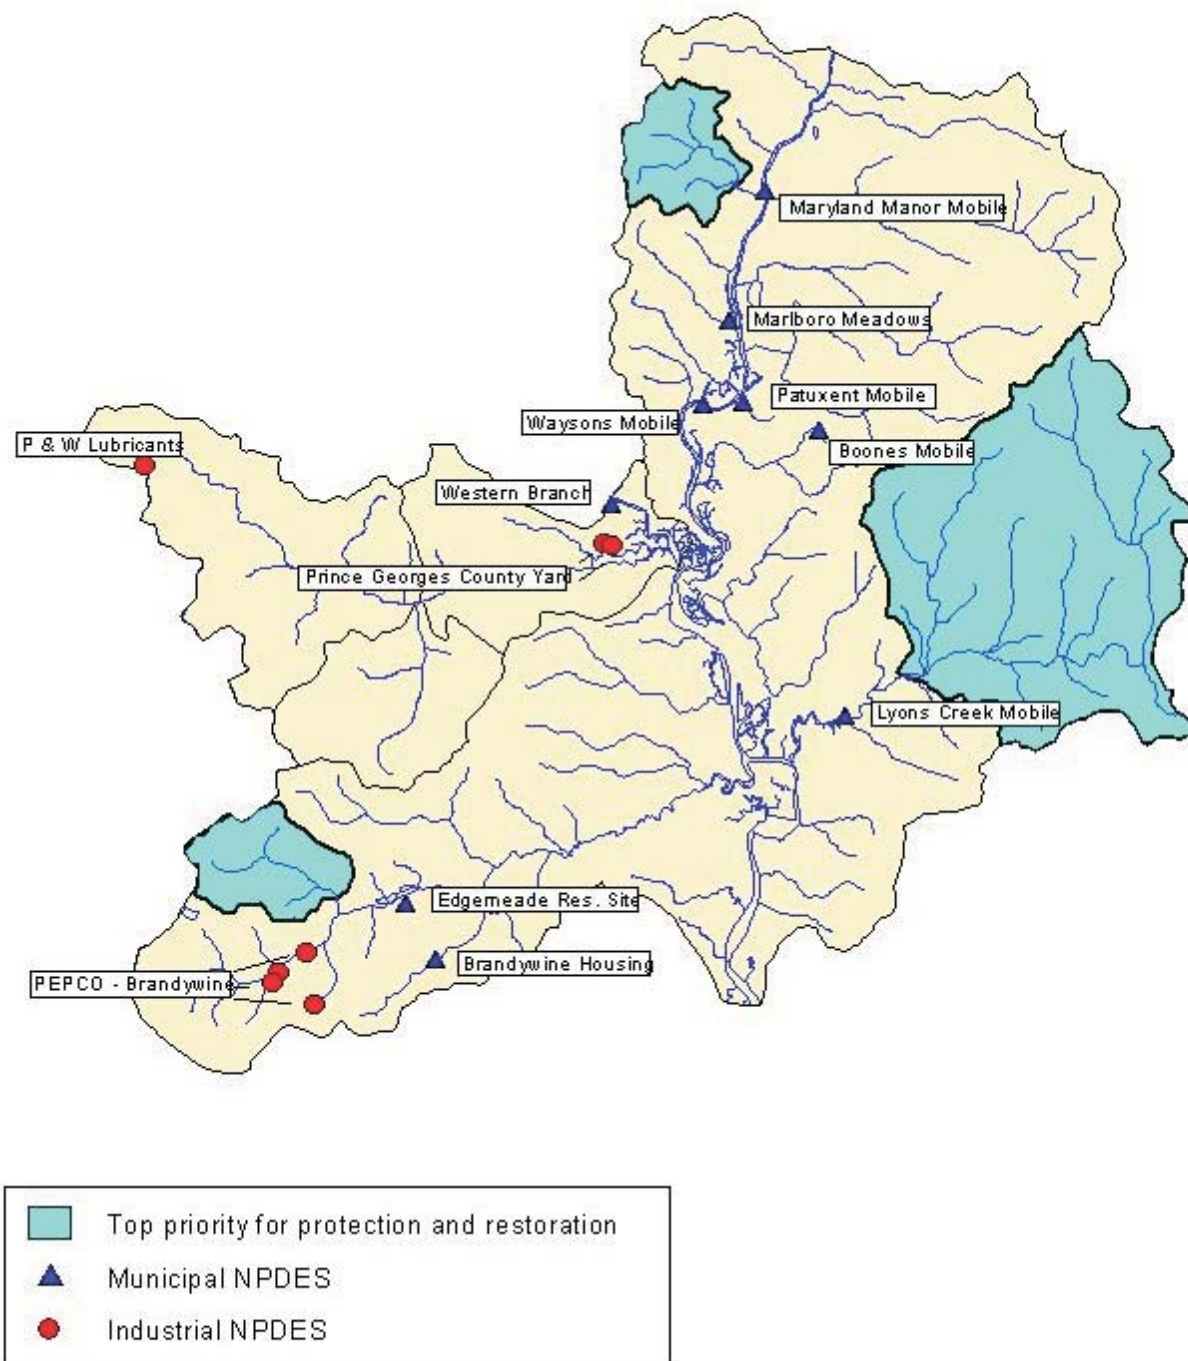 Maryland Manor Mobile
Marlboro Meadows
Patuxent Mobile
Waysons Mobile
Boones Mobile
P & W Lubricants
Western Branch
Prince Georges County Yard
Lyons Creek Mobile
Edgemeade Res. Site
Brandywine Housing
PEPCO - Brandywine
Top priority for protection and restoration
Municipal NPDES
Industrial NPDES